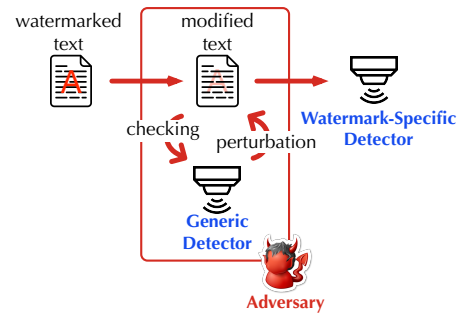 watermarked
text
modified
text
A
A
checking
perturbation
Watermark-Specific
Detector
Generic
Detector
Adversary